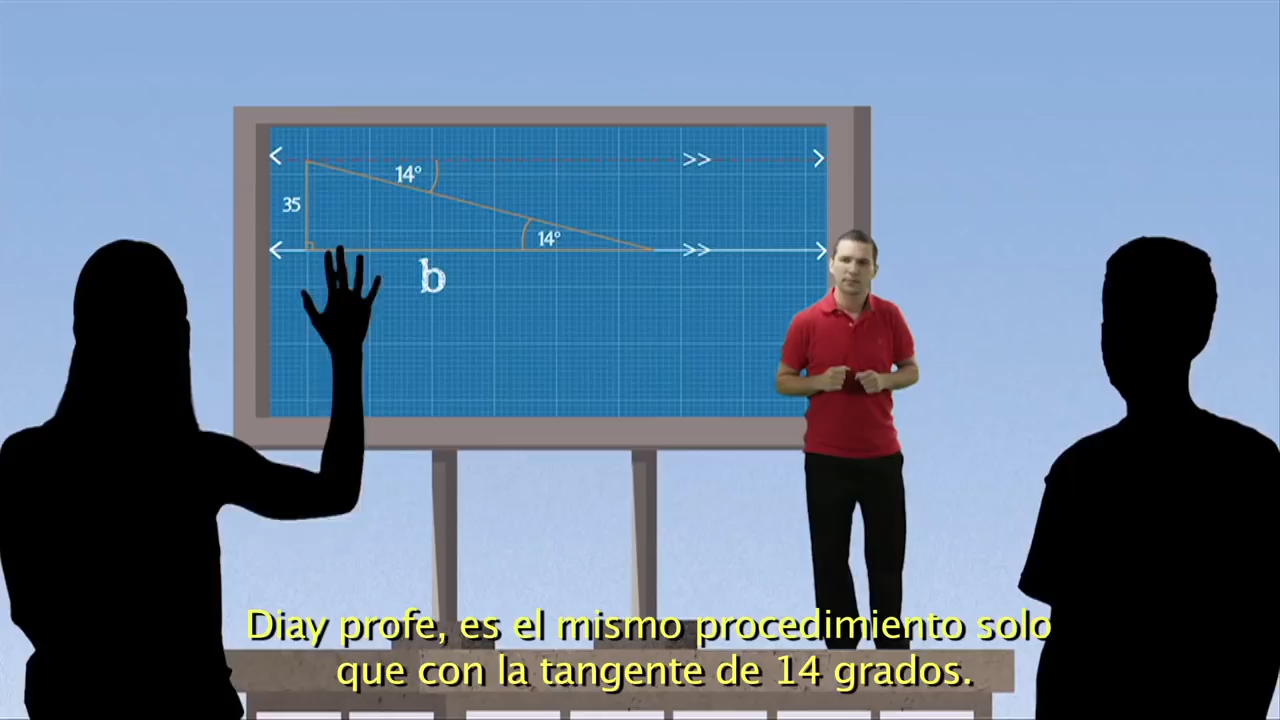 14°
35
14°
b
Diay profe, es el mismo procedimiento solo
que con la tangente de 14 grados.